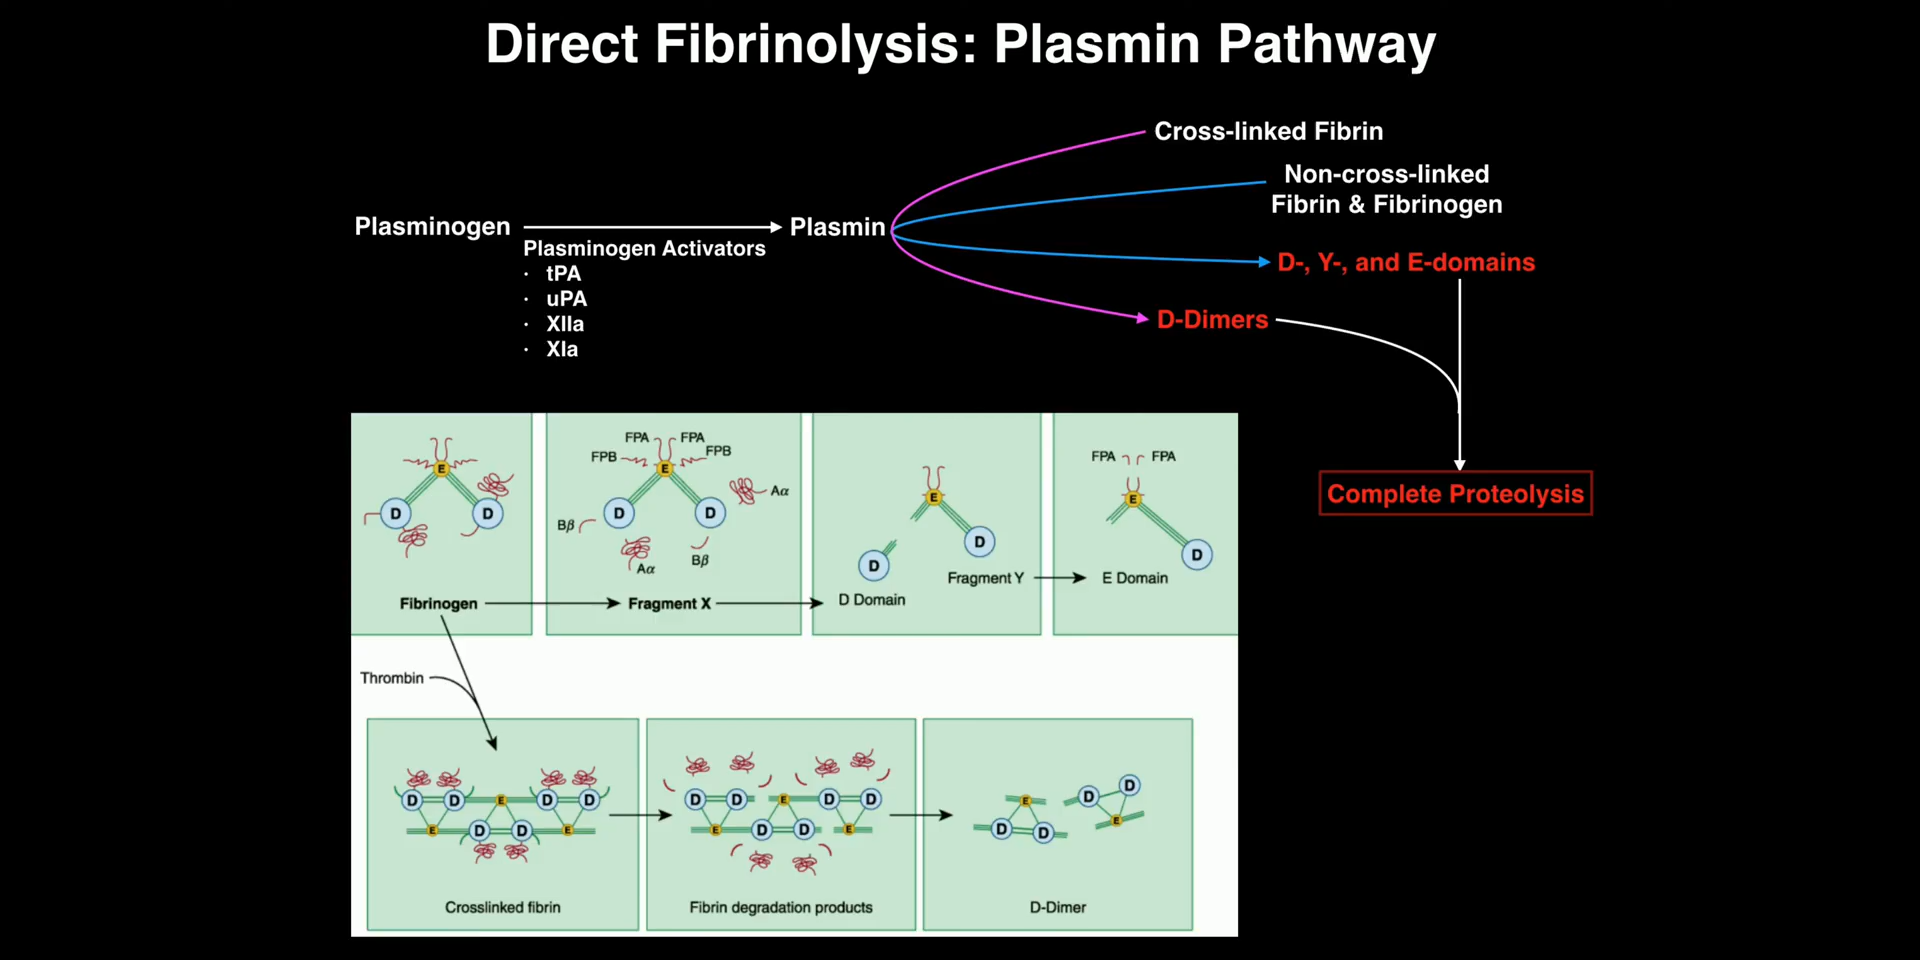 Direct Fibrinolysis: Plasmin Pathway
Cross-linked Fibrin
Non-cross-linked
Fibrin & Fibrinogen
Plasminogen
Plasmin
Plasminogen Activators
· tPA
· uPA
· XIIa
· XIa
D-, Y-, and E-domains
D-Dimers
Complete Proteolysis
E
D
D
Fibrinogen
FPA
FPA
FPB
FPB
E
D
D
Aα
Bβ
Aα
Bβ
Fragment X
E
D
D
Fragment Y
D Domain
FPA
FPA
E
D
E Domain
Thrombin
D
D
E
D
D
E
D
D
E
Crosslinked fibrin
D
D
E
D
D
E
D
D
E
Fibrin degradation products
E
D
D
D
D
E
D-Dimer